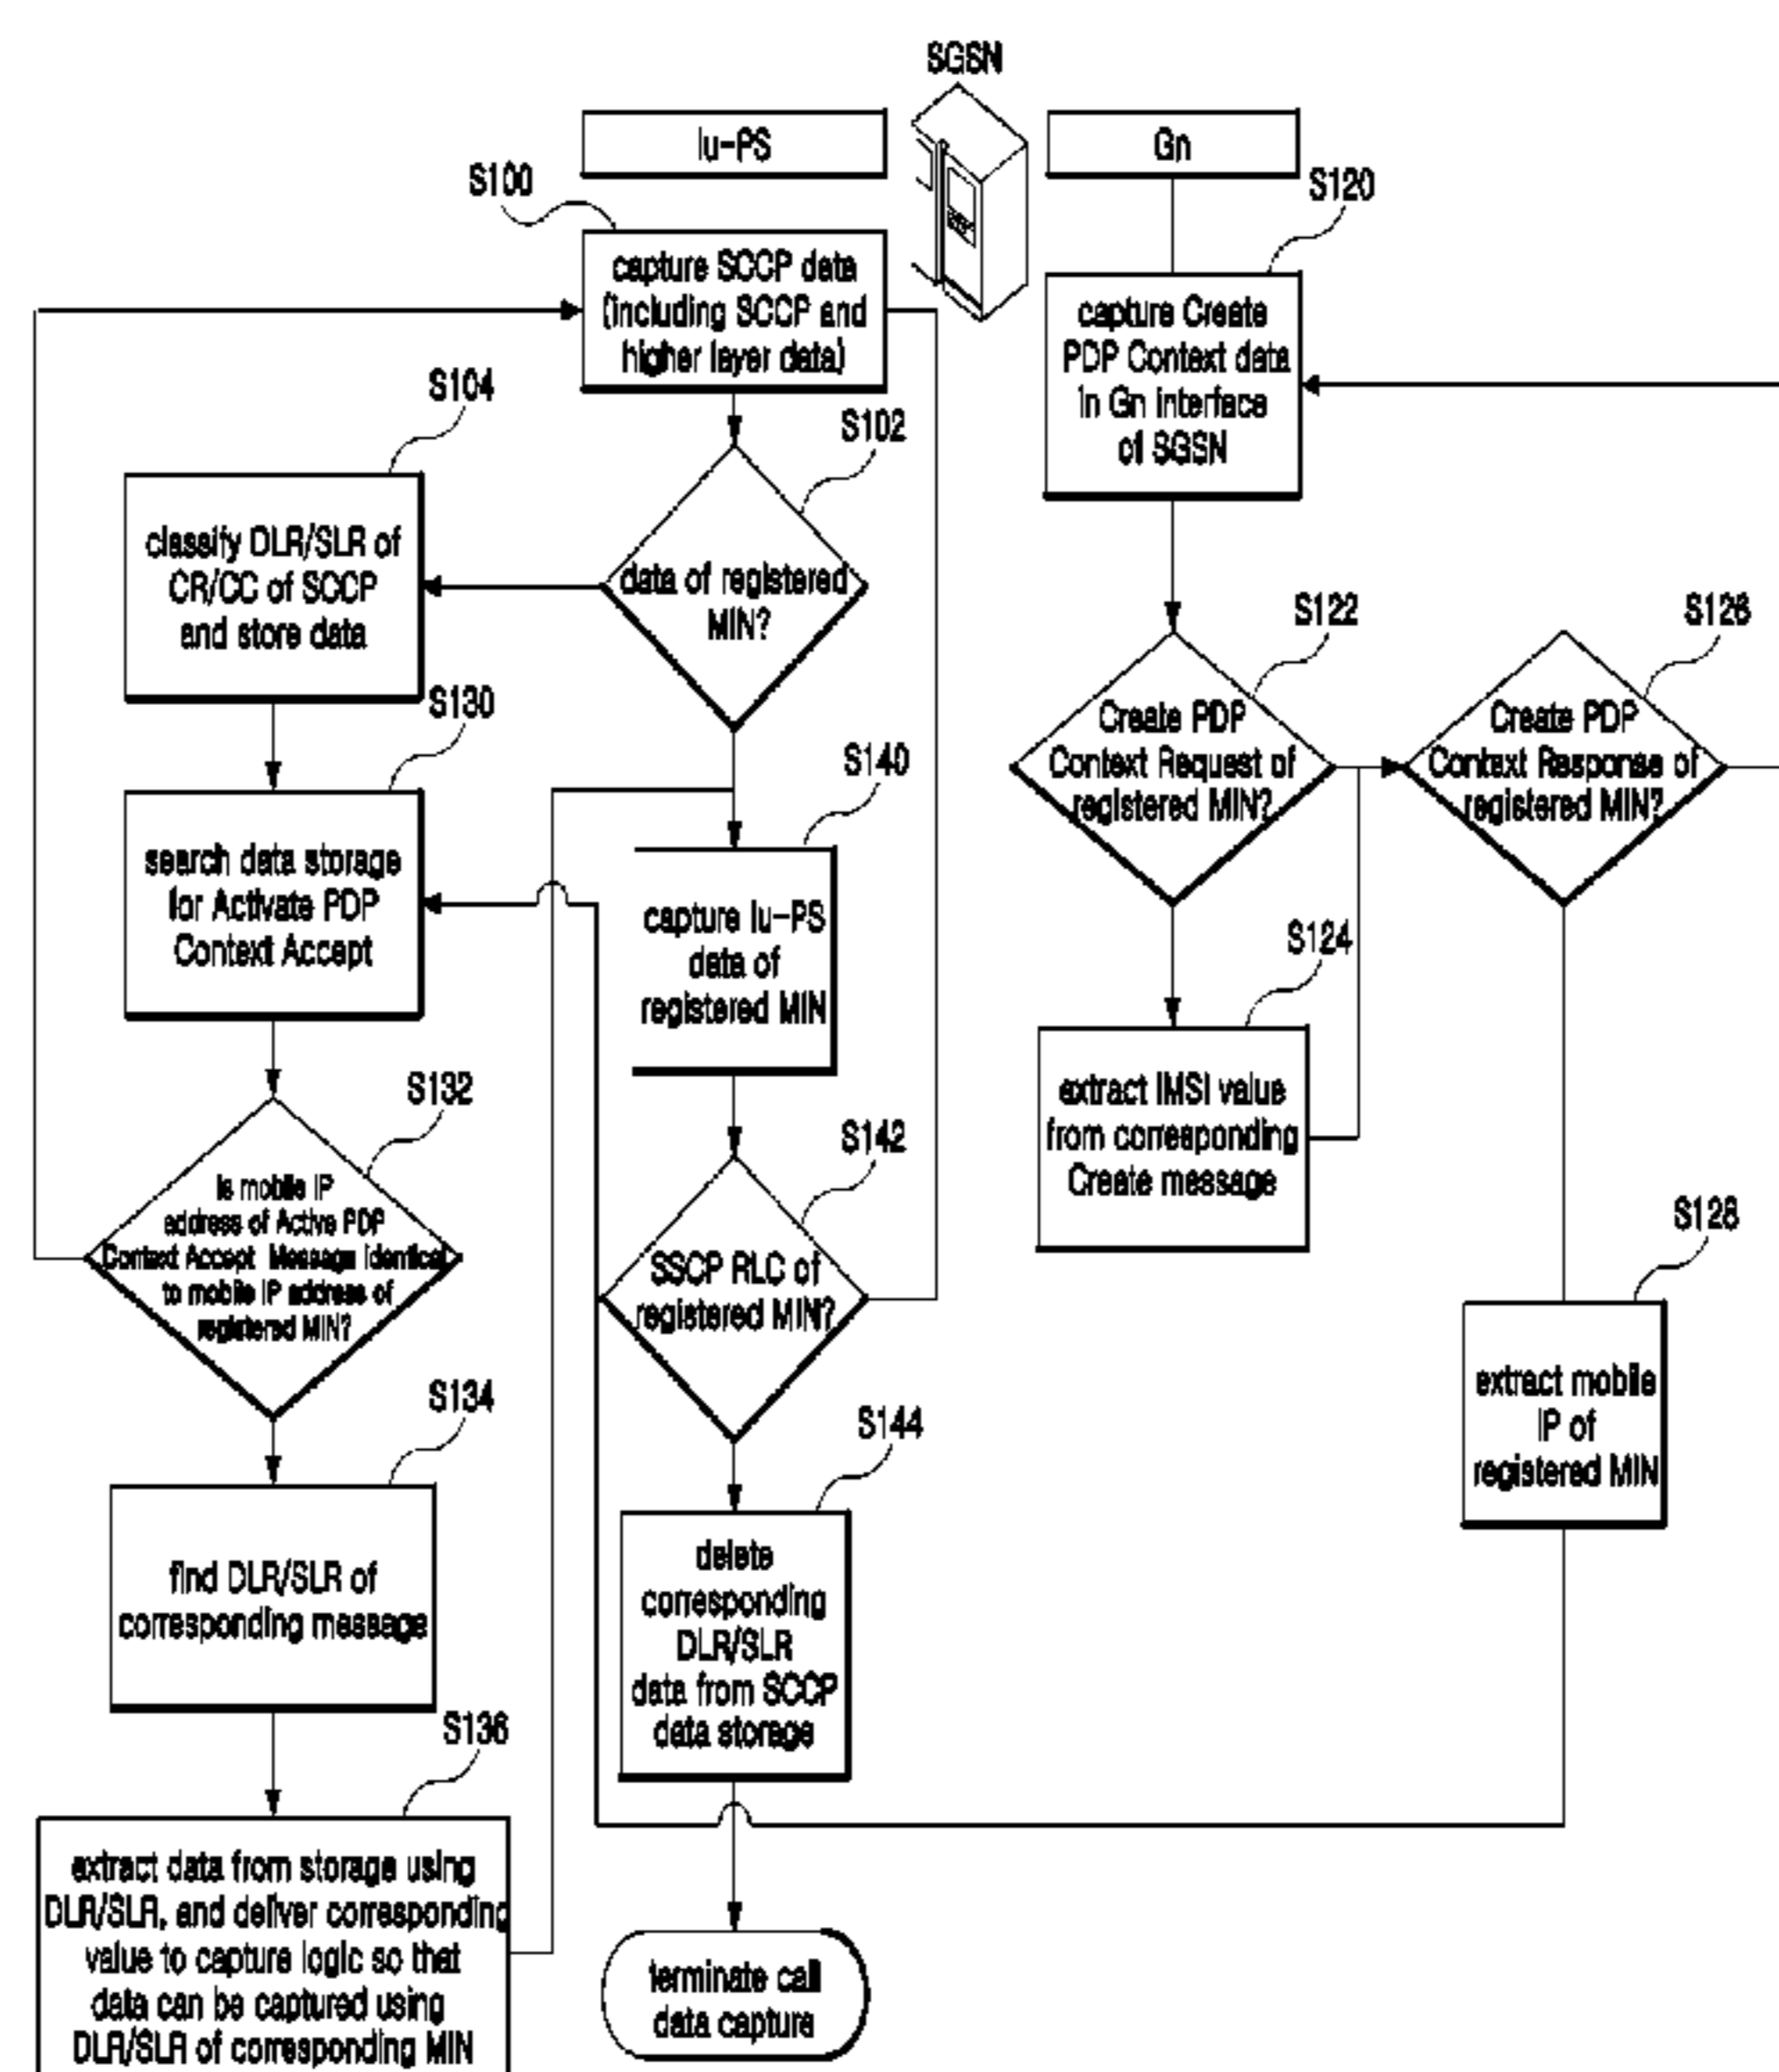 SGSN
Iu-PS
Gn
S100
capture SCCP data
(including SCCP and
higher layer data)
S120
capture Create
PDP Context data
in Gn interface
of SGSN
S104
classify DLR/SLR of
CR/CC of SCCP
and store data
S102
data of registered
MIN?
S122
Create PDP
Context Request of
registered MIN?
S126
Create PDP
Context Response of
registered MIN?
S130
search data storage
for Activate PDP
Context Accept
S140
capture Iu-PS
data of
registered MIN
S124
extract IMSI value
from corresponding
Create message
S132
is mobile IP
address of Active PDP
Context Accept Message identical
to mobile IP address of
registered MIN?
S142
SSCP RLC of
registered MIN?
S128
extract mobile
IP of
registered MIN
S134
find DLR/SLR of
corresponding message
S144
delete
corresponding
DLR/SLR
data from SCCP
data storage
S136
extract data from storage using
DLR/SLR, and deliver corresponding
value to capture logic so that
data can be captured using
DLR/SLR of corresponding MIN
terminate call
data capture